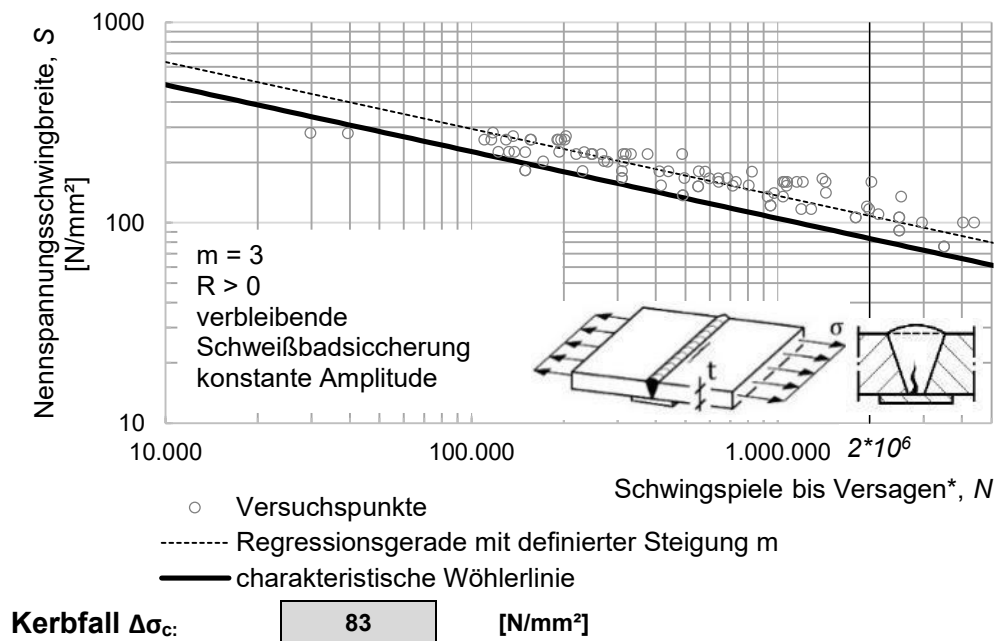 1000
100
10
Nennspannungsschwingbreite, S
[N/mm²]
m = 3
R > 0
verbleibende
Schweißbadsiccherung
konstante Amplitude
σ
t
10.000
100.000
1.000.000
2*10⁶
Schwingspiele bis Versagen*, N
Versuchspunkte
Regressionsgerade mit definierter Steigung m
charakteristische Wöhlerlinie
Kerbfall Δσc: 83 [N/mm²]